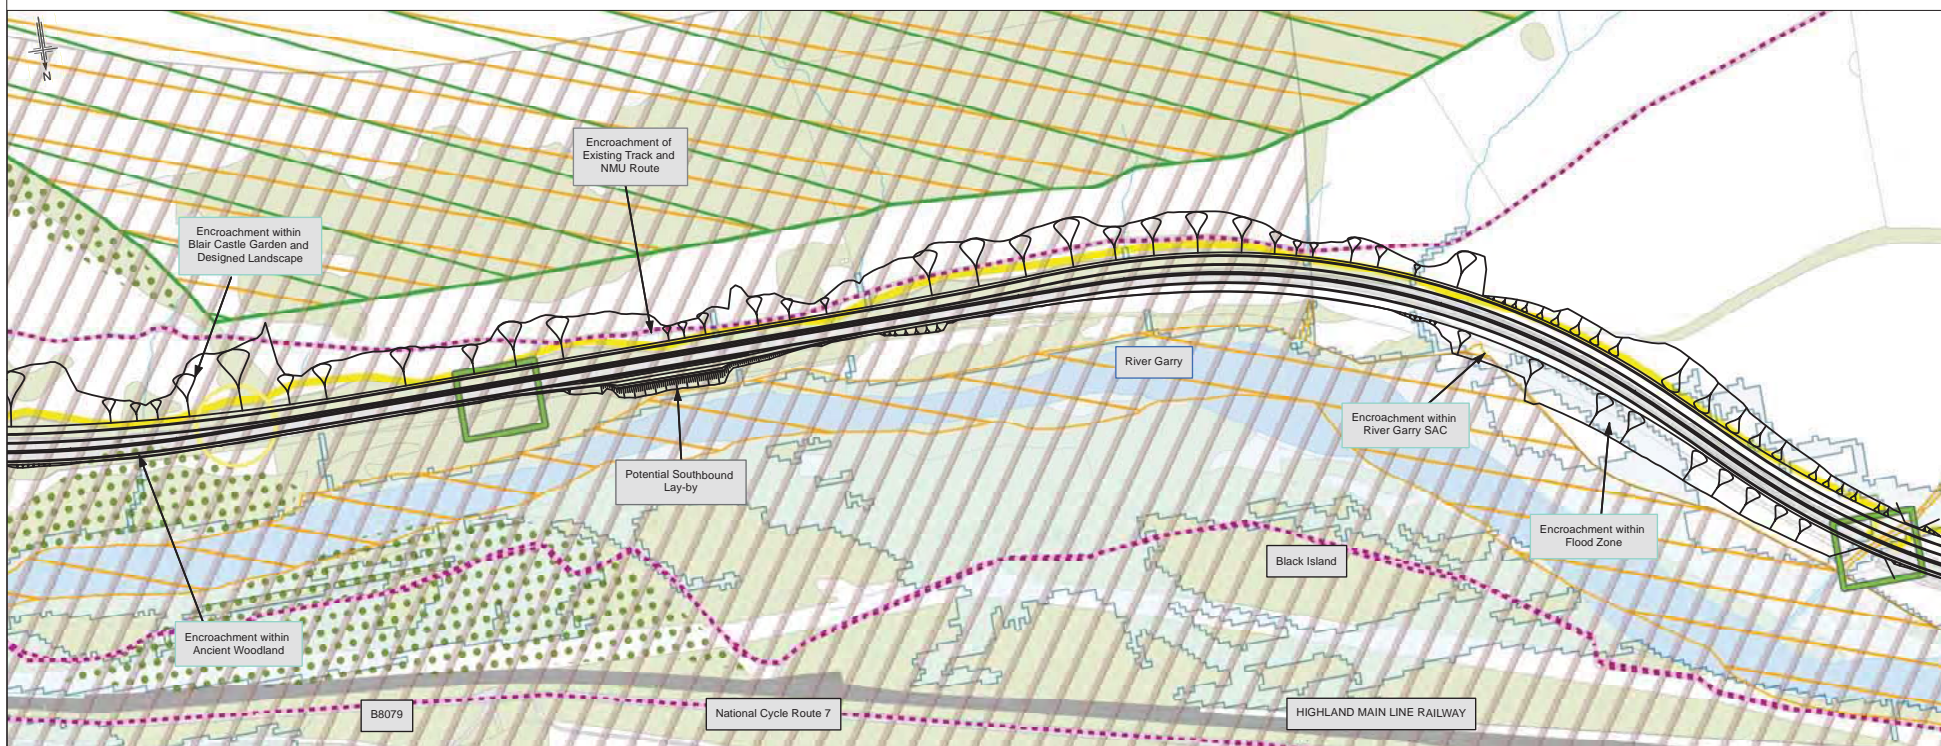 N
Encroachment of
Existing Track and
NMU Route
Encroachment within
Blair Castle Garden and
Designed Landscape
River Garry
Encroachment within
River Garry SAC
Potential Southbound
Lay-by
Encroachment within
Flood Zone
Black Island
Encroachment within
Ancient Woodland
B8079
National Cycle Route 7
HIGHLAND MAIN LINE RAILWAY